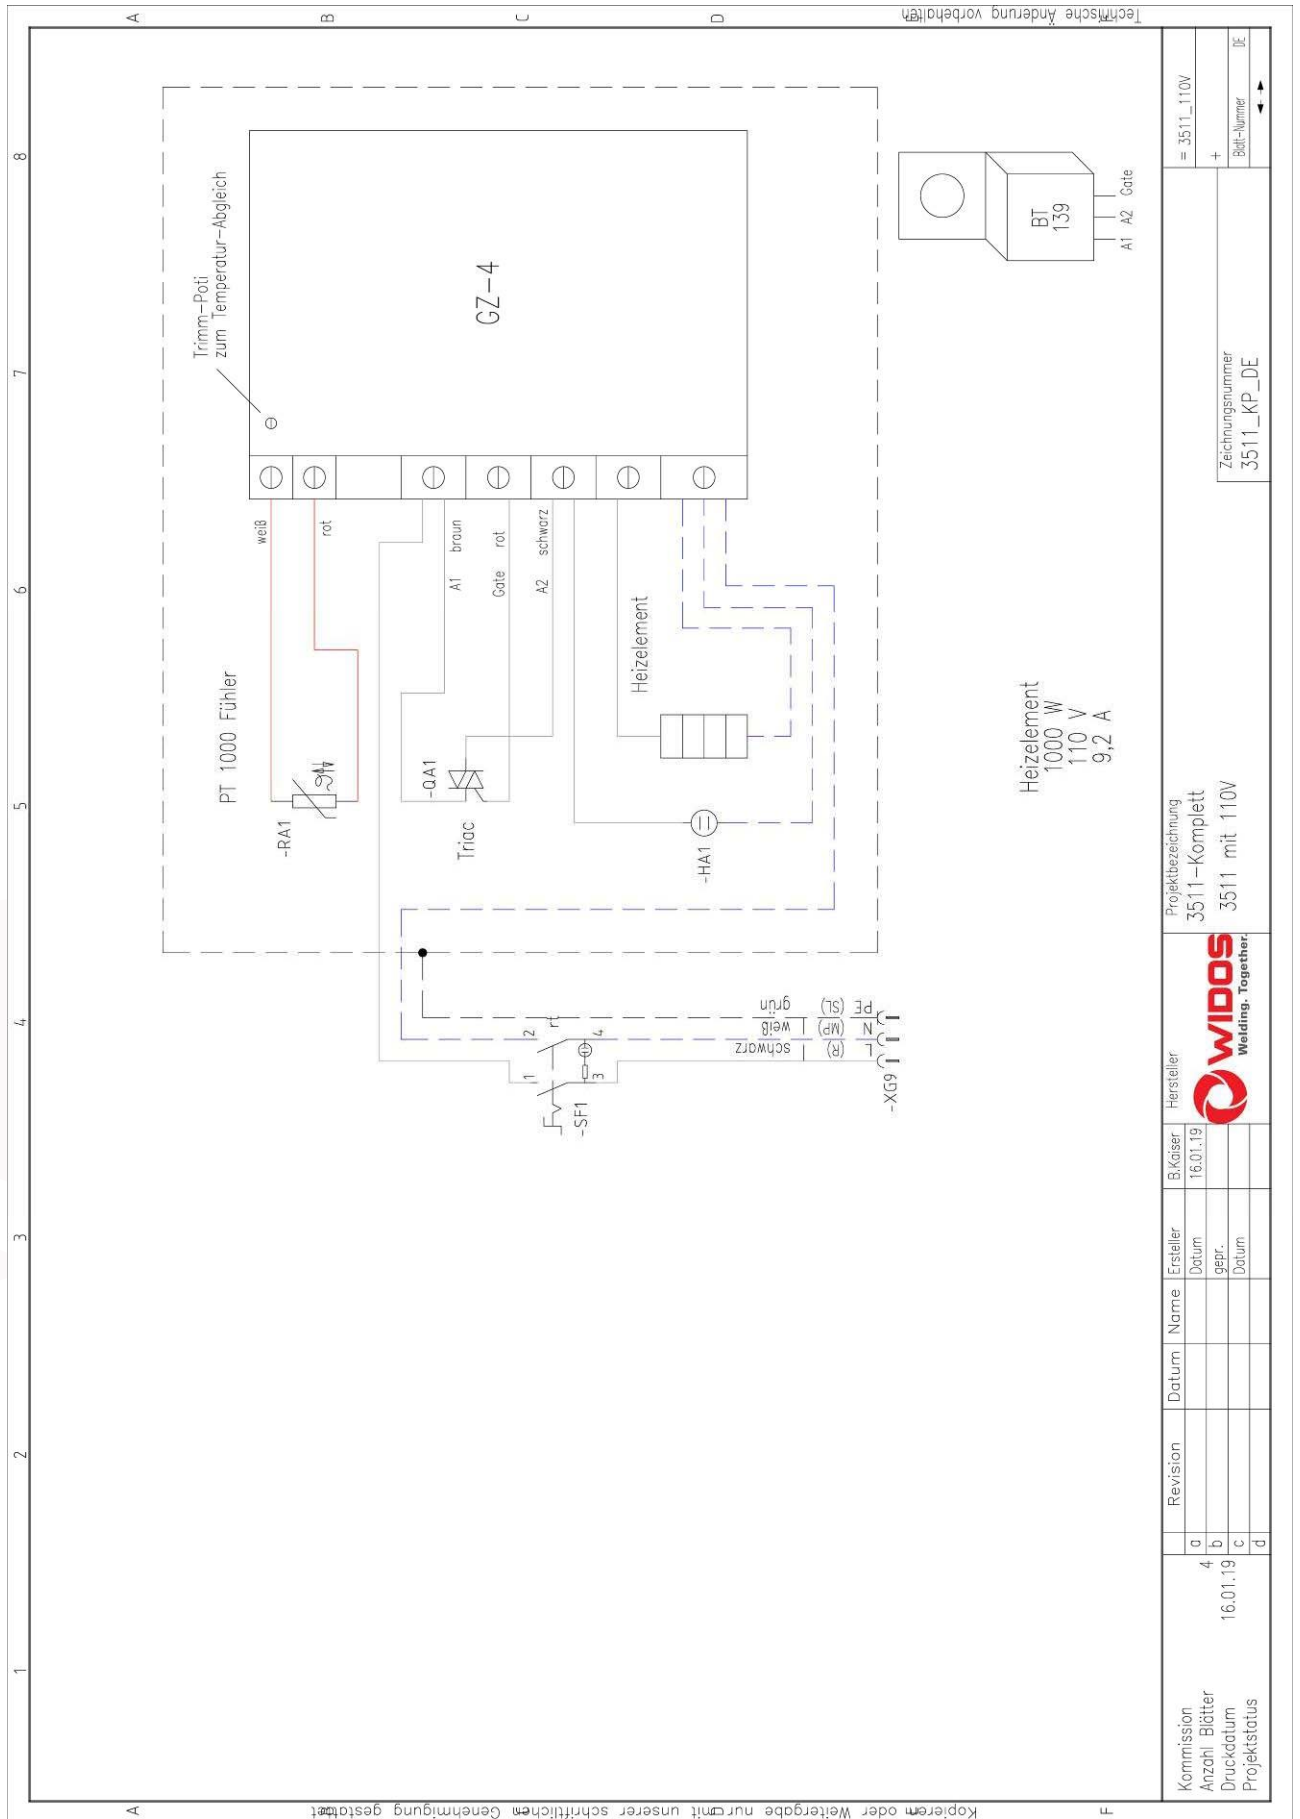 Technische Änderung vorbehalten
1 2 3 4 5 6 7 8
A
B
C
D
E
F
Trimm-Poti
zum Temperatur-Abgleich
PT 1000 Fühler
-RA1
weiß
rot
GZ-4
A1 braun
Gate rot
A2 schwarz
-QA1
Triac
Heizelement
-HA1
1 2
rt
3 4
-SF1
schwarz
weiß
grün
L (R)
N (MP)
PE (SL)
-XG9
Heizelement
1000 W
110 V
9,2 A
BT
139
A1 A2 Gate
A
F
Kopieren oder Weitergabe nur mit unserer schriftlichen Genehmigung gestattet
Kommission
Anzahl Blätter 4
Druckdatum 16.01.19
Projektstatus
Revision Datum Name
a
b
c
d
Ersteller B.Kaiser
Datum 16.01.19
gepr.
Datum
Hersteller
WIDOS
Welding. Together.
Projektbezeichnung
3511-Komplett
3511 mit 110V
Zeichnungsnummer
3511_KP_DE
= 3511_110V
+
Blatt-Nummer DE